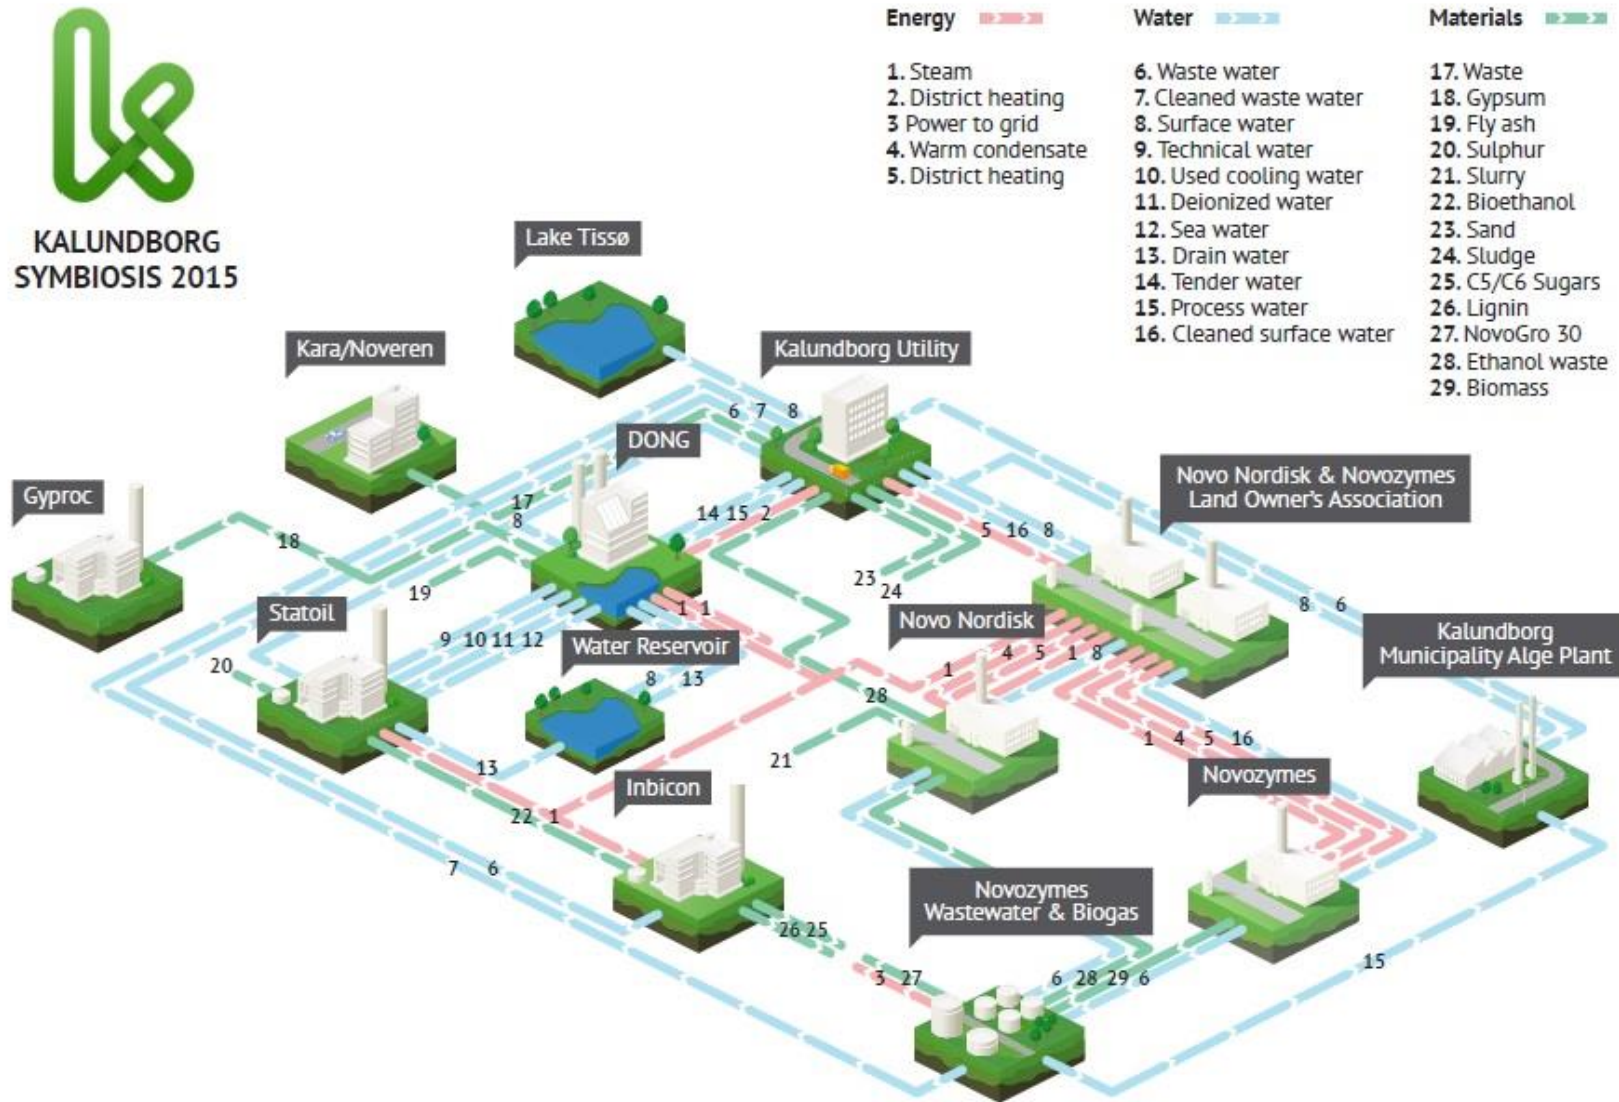 KALUNDBORG
SYMBIOSIS 2015
Energy
1. Steam
2. District heating
3 Power to grid
4. Warm condensate
5. District heating
Water
6. Waste water
7. Cleaned waste water
8. Surface water
9. Technical water
10. Used cooling water
11. Deionized water
12. Sea water
13. Drain water
14. Tender water
15. Process water
16. Cleaned surface water
Materials
17. Waste
18. Gypsum
19. Fly ash
20. Sulphur
21. Slurry
22. Bioethanol
23. Sand
24. Sludge
25. C5/C6 Sugars
26. Lignin
27. NovoGro 30
28. Ethanol waste
29. Biomass
Lake Tissø
Kara/Noveren
Kalundborg Utility
6 7 8
DONG
Novo Nordisk & Novozymes
Land Owner's Association
Gyproc
17
8
14 15 2
5 16 8
18
23
24
19
8 6
Statoil
1 1
Novo Nordisk
Kalundborg
Municipality Alge Plant
9 10 11 12
Water Reservoir
1 4 5 1 8
20
8 13
28
13
21
1 4 5 16
Inbicon
Novozymes
22 1
7 6
Novozymes
Wastewater & Biogas
26 25
3 27
6 28 29 6
15